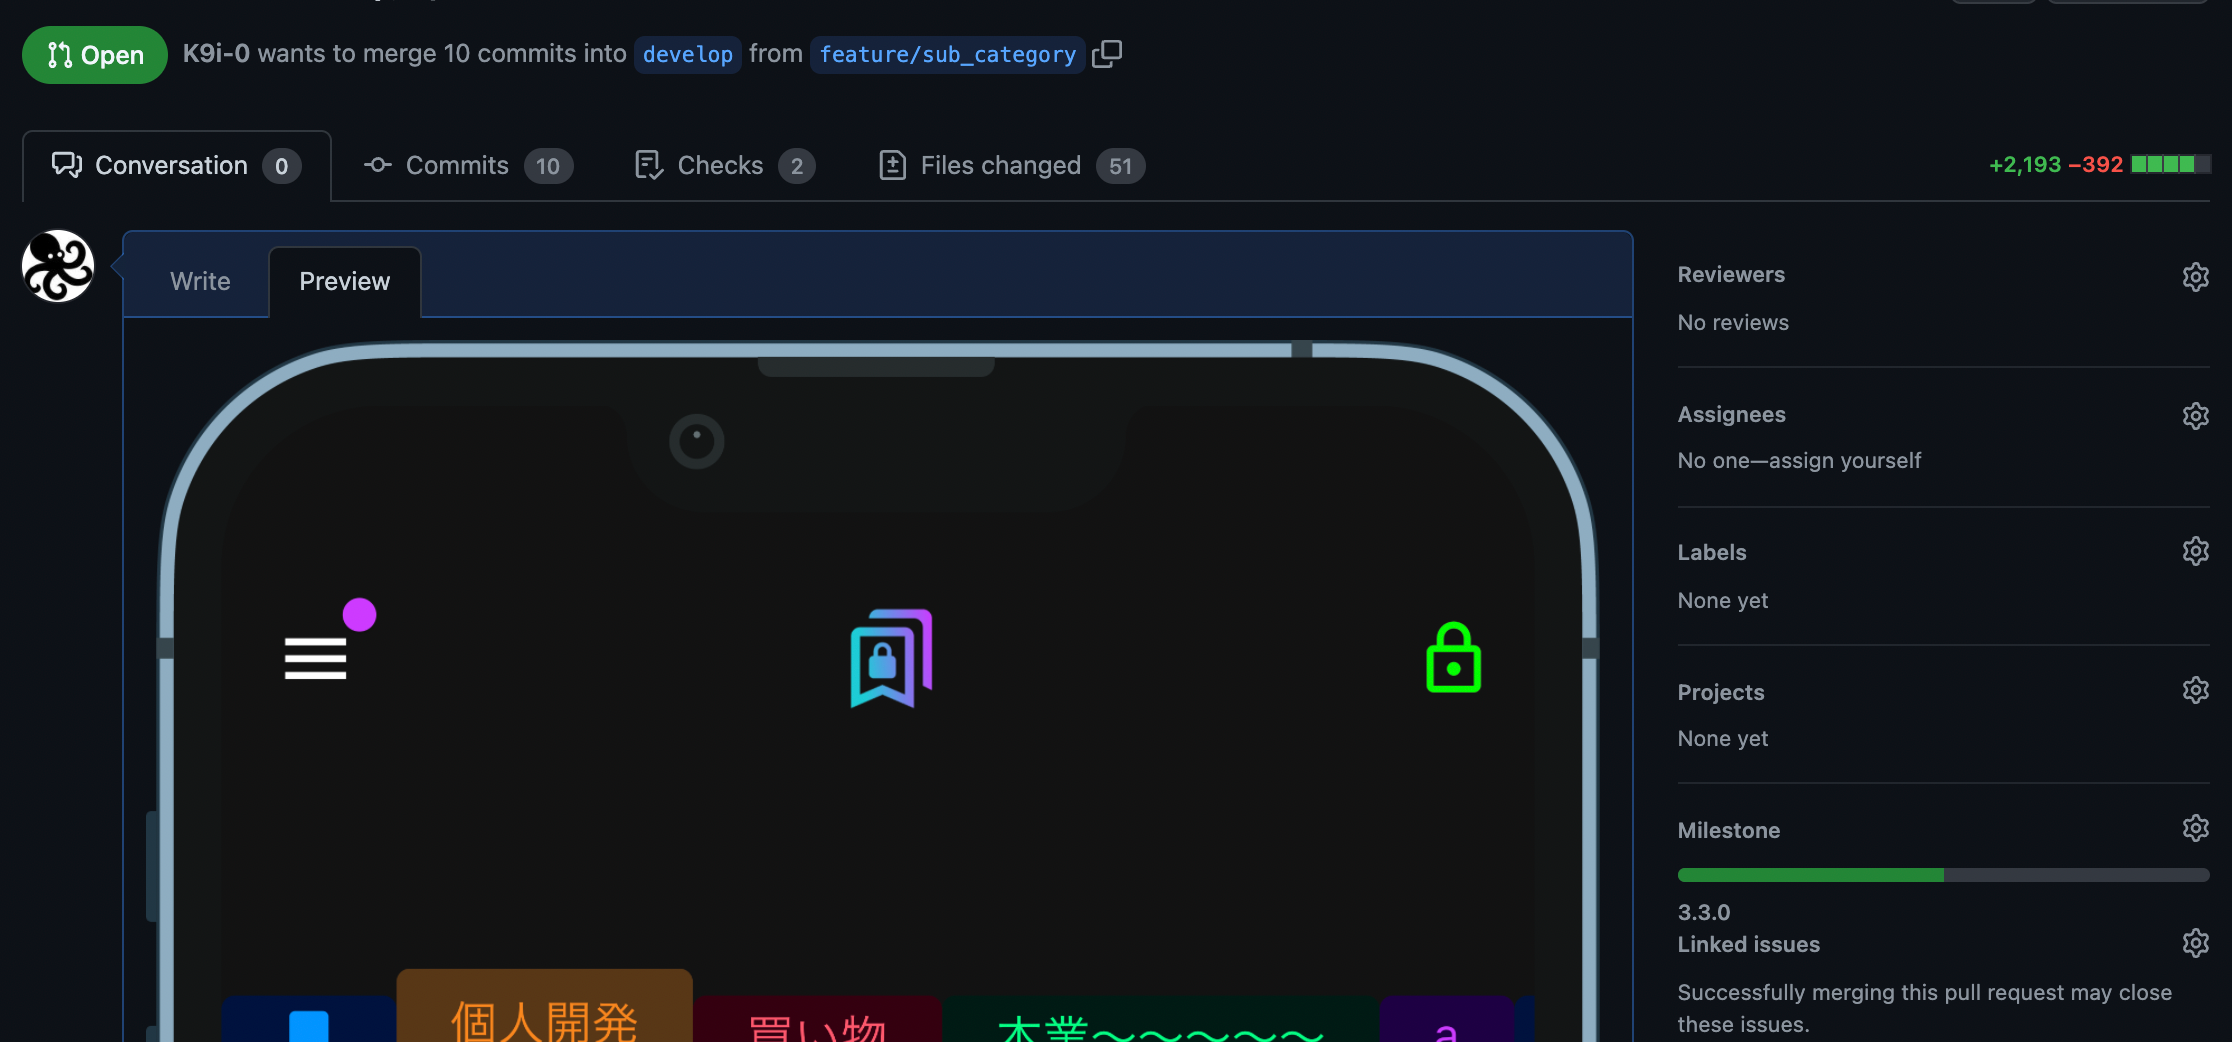 Open K9i-0 wants to merge 10 commits into develop from feature/sub_category
Conversation 0 Commits 10 Checks 2 Files changed 51 +2,193 −392
Write Preview
個人開発 買い物 本業〜〜〜〜〜 a
Reviewers
No reviews
Assignees
No one—assign yourself
Labels
None yet
Projects
None yet
Milestone
3.3.0
Linked issues
Successfully merging this pull request may close
these issues.